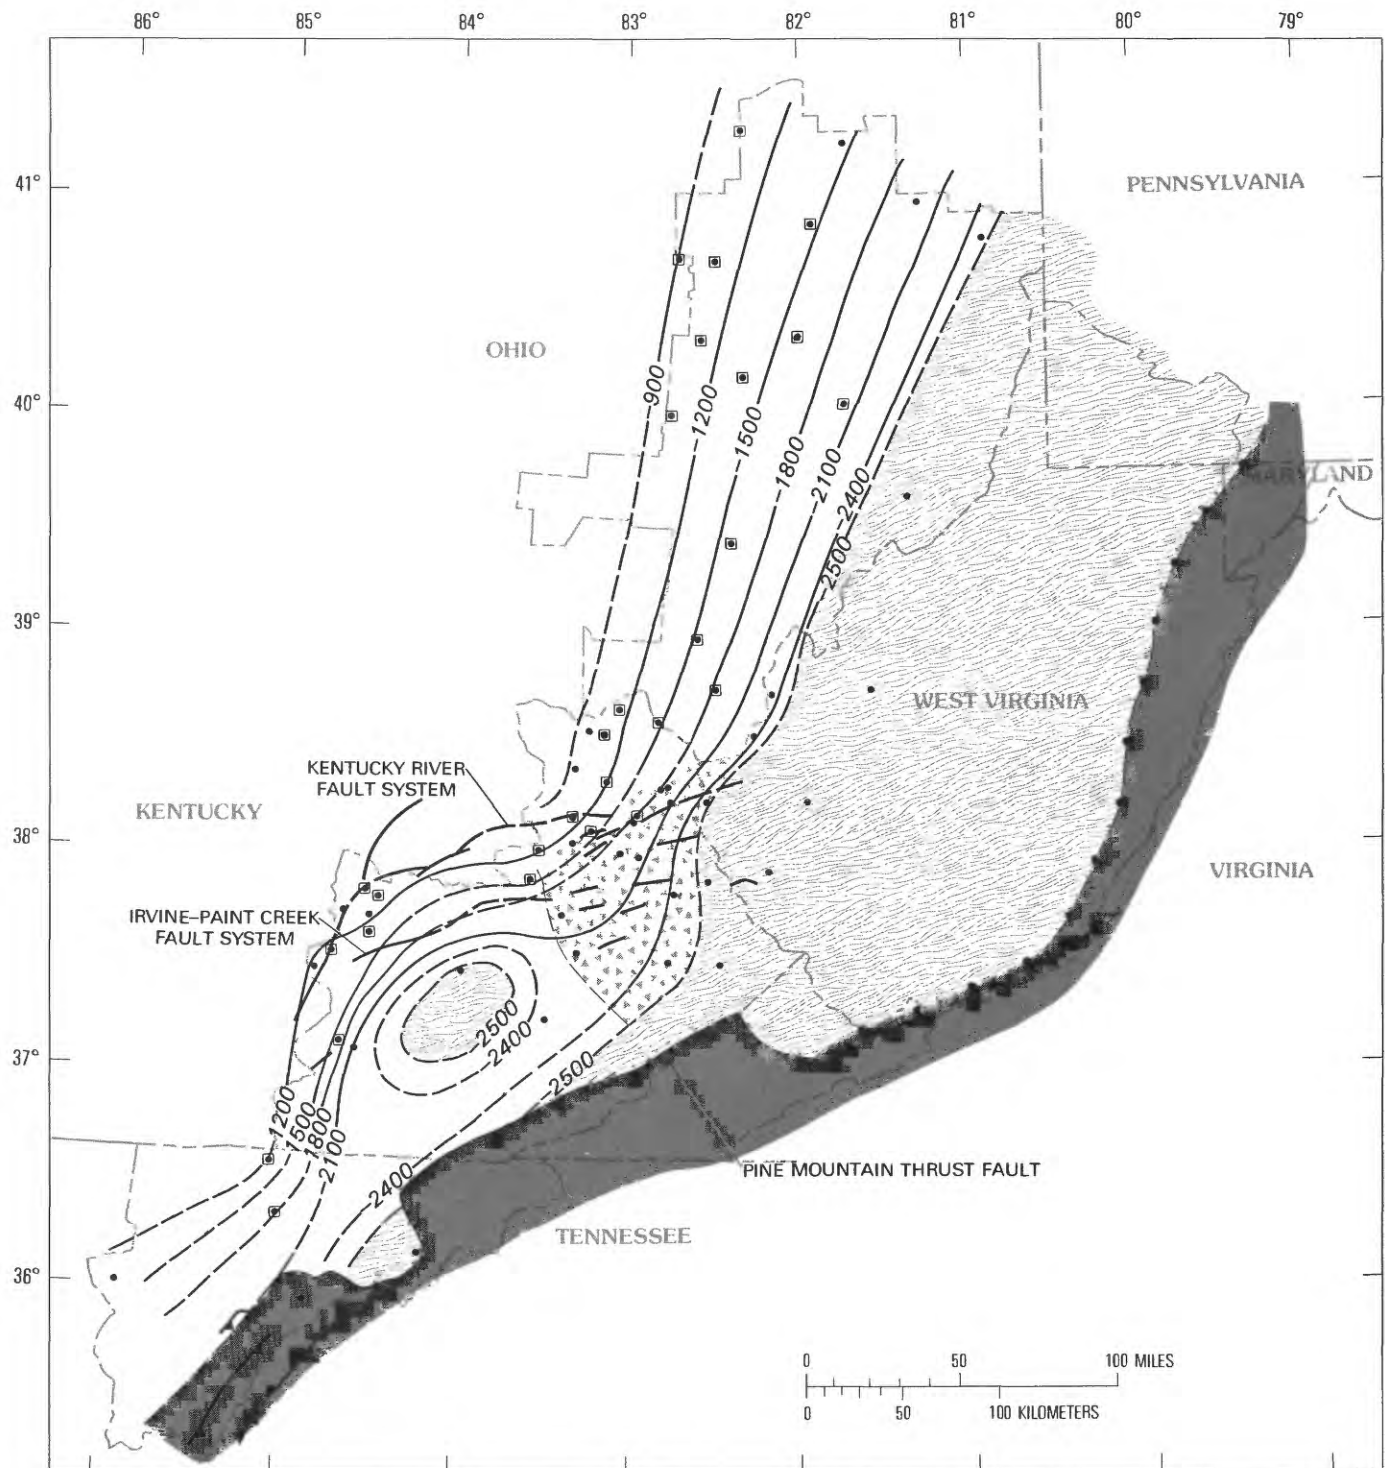 86° 85° 84° 83° 82° 81° 80° 79°
41°
PENNSYLVANIA
OHIO
40°
900
1200
1500
1800
2100
2400
2500
MARYLAND
39°
WEST VIRGINIA
KENTUCKY RIVER
FAULT SYSTEM
KENTUCKY
38°
VIRGINIA
IRVINE–PAINT CREEK
FAULT SYSTEM
2500
2400
2500
37°
1200
1500
1800
2100
2400
PINE MOUNTAIN THRUST FAULT
TENNESSEE
36°
0 50 100 MILES
0 50 100 KILOMETERS